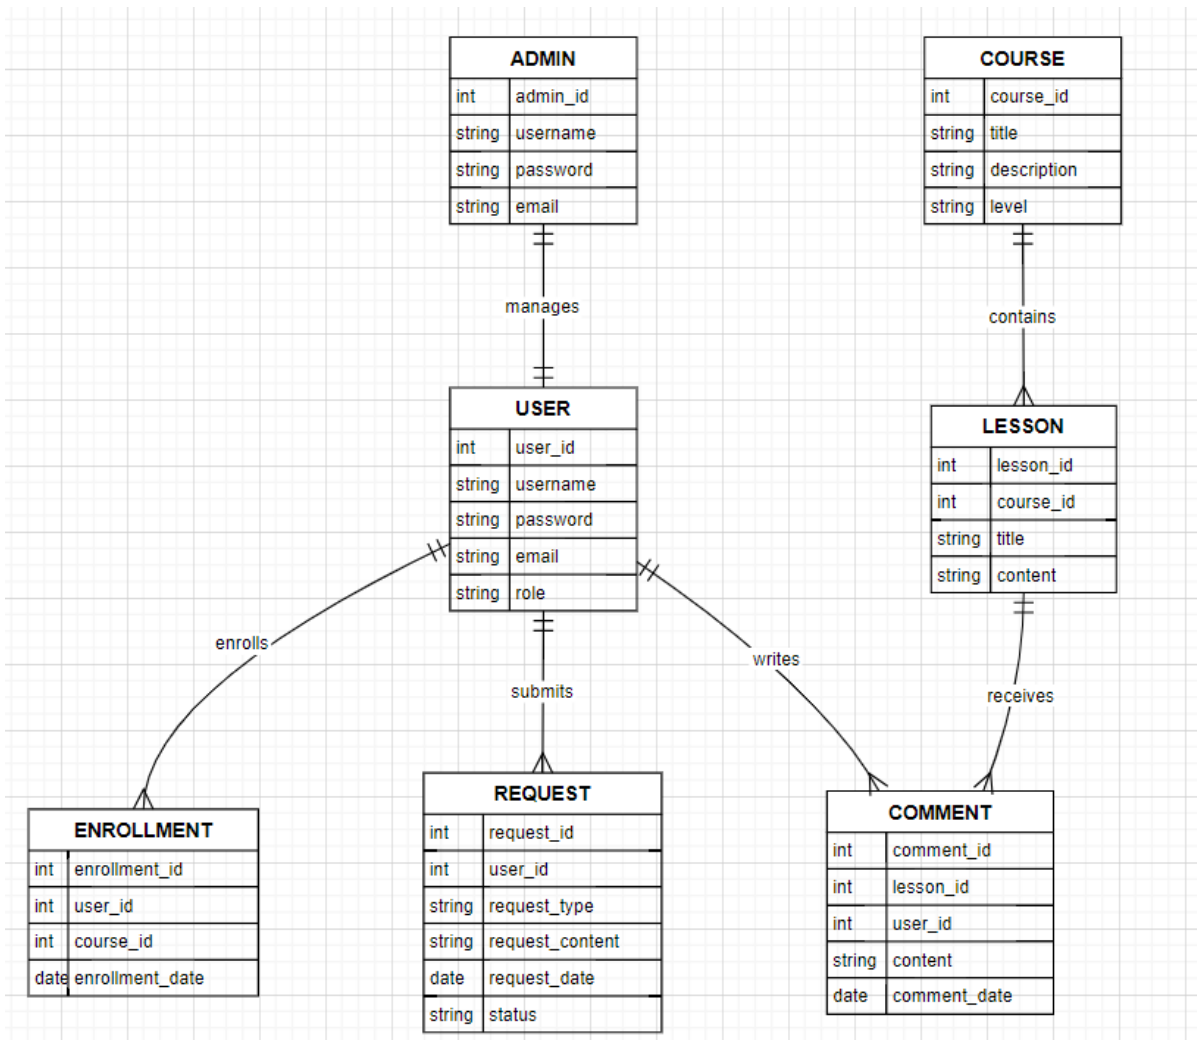 ADMIN
int admin_id
string username
string password
string email
COURSE
int course_id
string title
string description
string level
manages
contains
USER
int user_id
string username
string password
string email
string role
LESSON
int lesson_id
int course_id
string title
string content
enrolls
submits
writes
receives
ENROLLMENT
int enrollment_id
int user_id
int course_id
date enrollment_date
REQUEST
int request_id
int user_id
string request_type
string request_content
date request_date
string status
COMMENT
int comment_id
int lesson_id
int user_id
string content
date comment_date